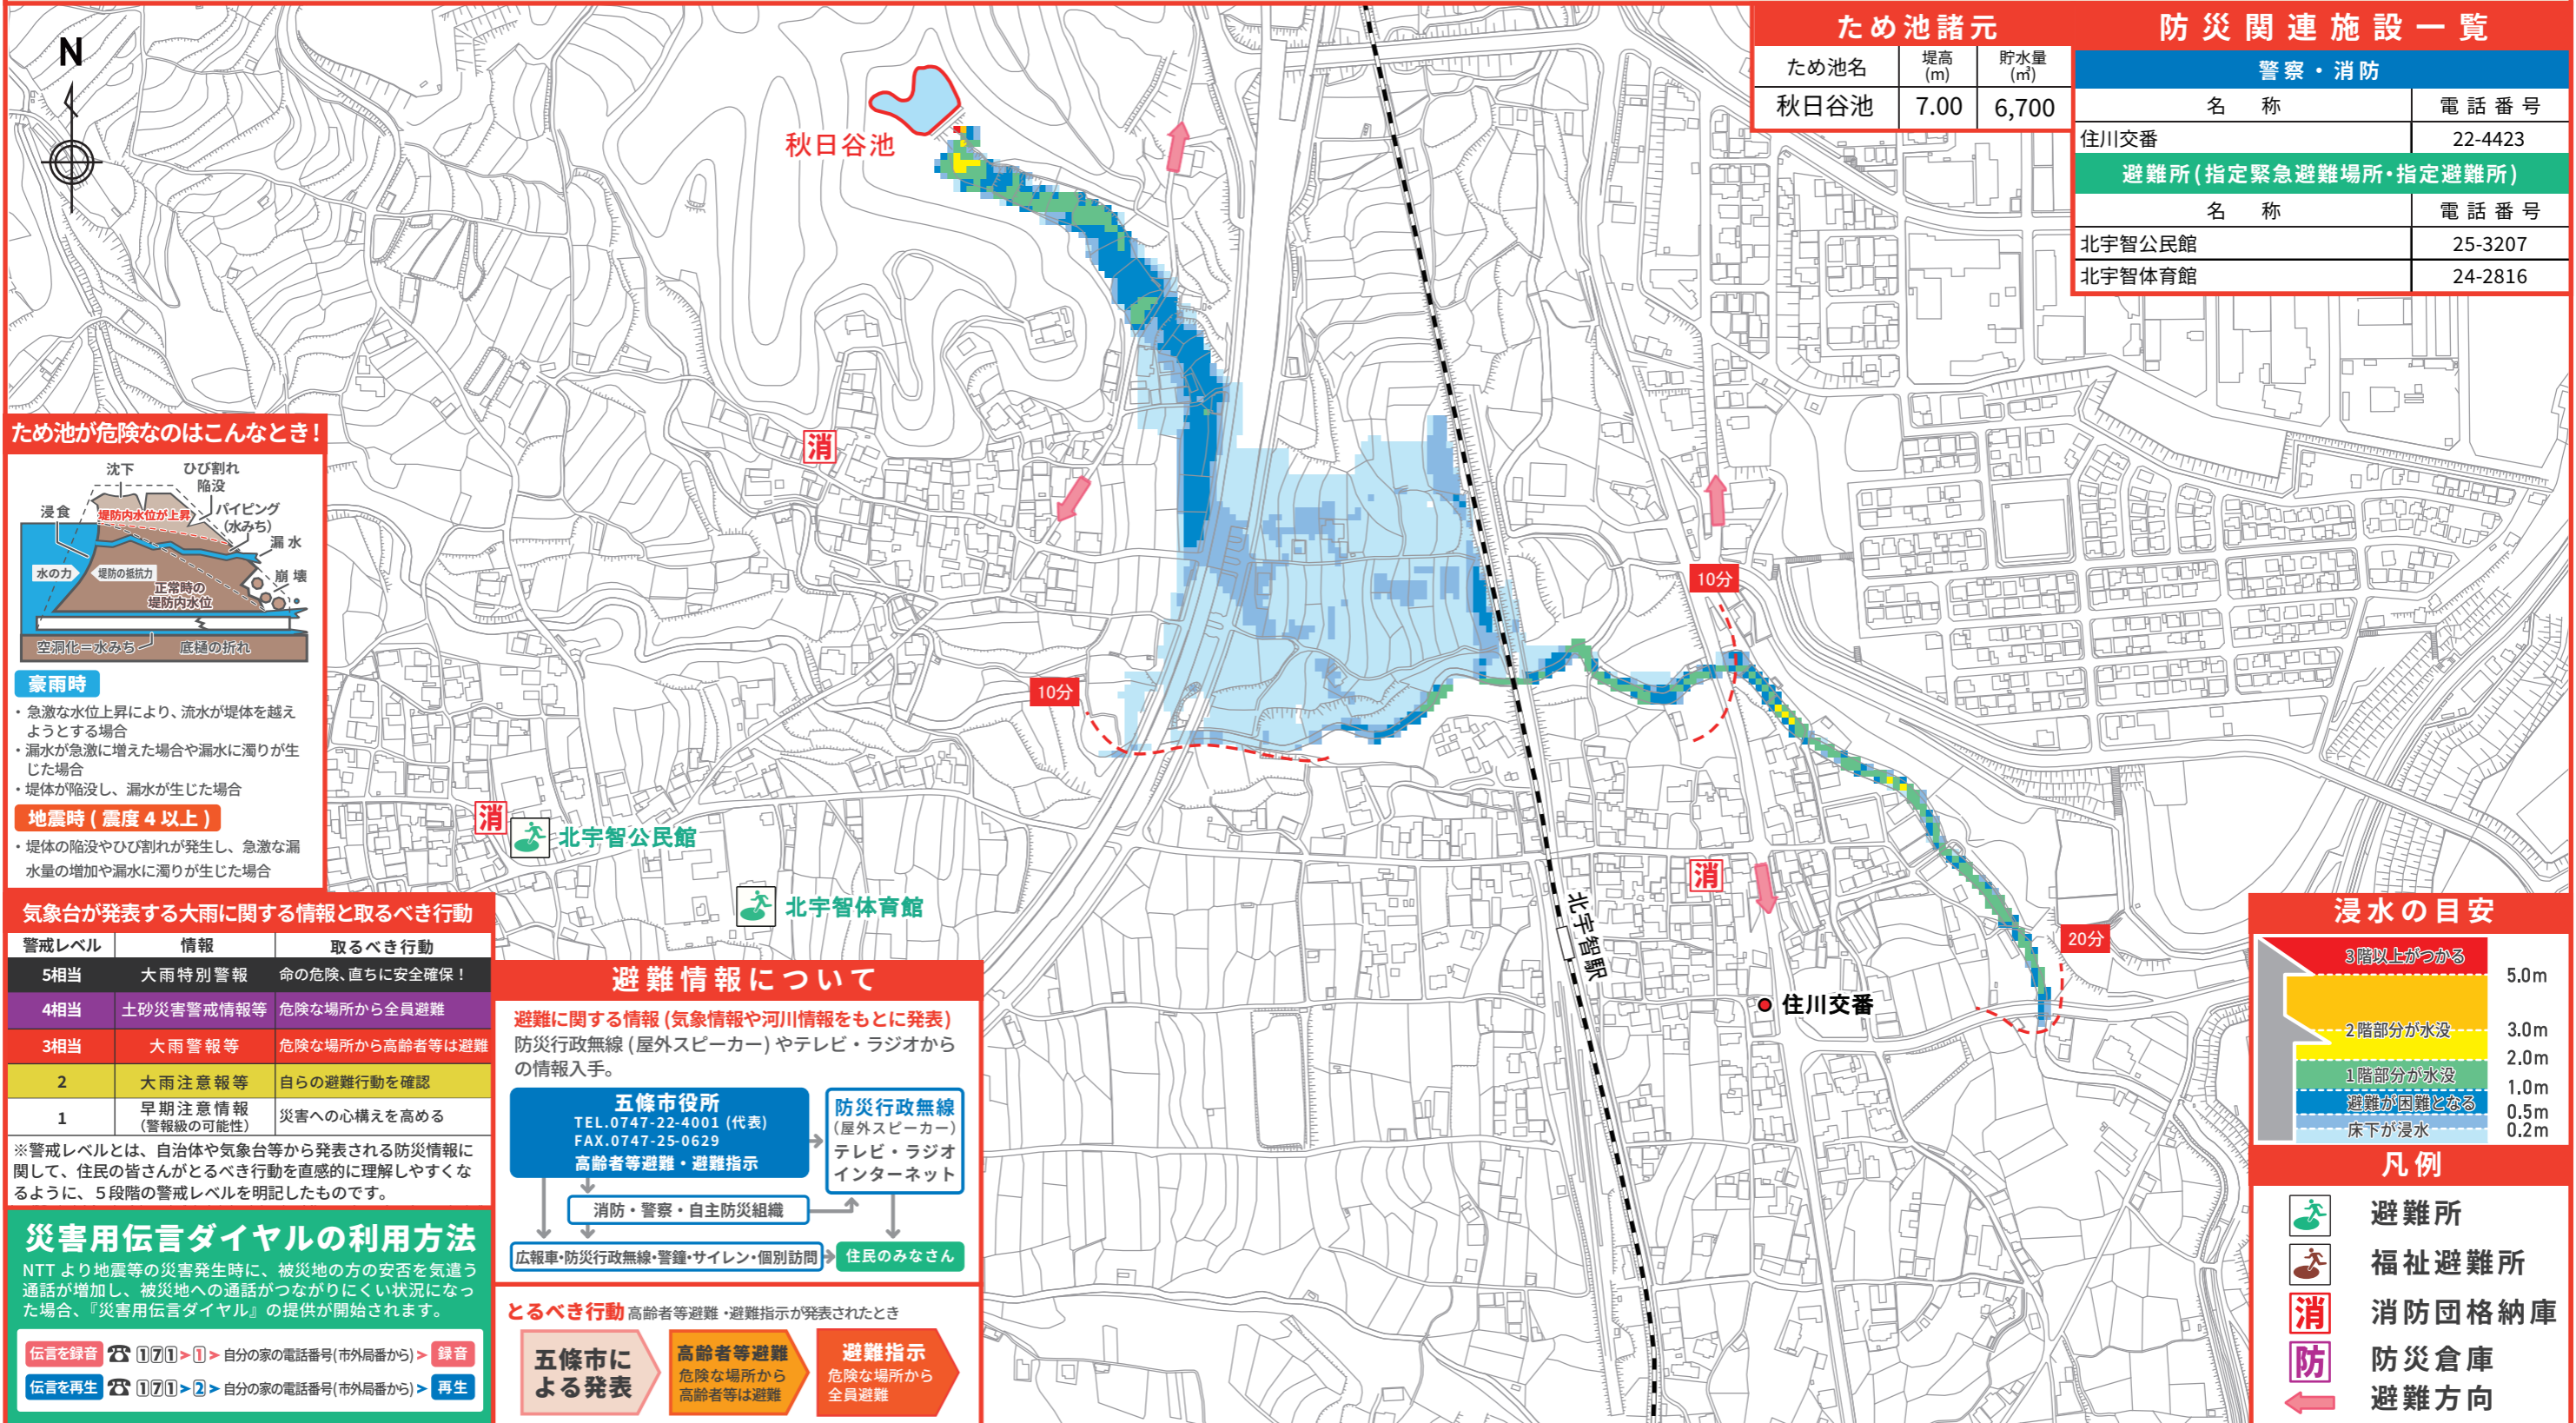 N
秋日谷池
ため池諸元
ため池名
堤高
(m)
貯水量
(㎥)
秋日谷池
7.00
6,700
防災関連施設一覧
警察・消防
名 称
電話番号
住川交番
22-4423
避難所(指定緊急避難場所・指定避難所)
名 称
電話番号
北宇智公民館
25-3207
北宇智体育館
24-2816
ため池が危険なのはこんなとき！
沈下
ひび割れ
陥没
浸食
堤防内水位が上昇
パイピング
(水みち)
漏水
水の力
堤防の抵抗力
崩壊
正常時の
堤防内水位
空洞化＝水みち
底樋の折れ
豪雨時
・急激な水位上昇により、流水が堤体を越え
ようとする場合
・漏水が急激に増えた場合や漏水に濁りが生
じた場合
・堤体が陥没し、漏水が生じた場合
地震時 ( 震度 4 以上 )
・堤体の陥没やひび割れが発生し、急激な漏
水量の増加や漏水に濁りが生じた場合
消
10分
10分
消
北宇智公民館
北宇智体育館
消
北宇智駅
20分
住川交番
気象台が発表する大雨に関する情報と取るべき行動
警戒レベル
情報
取るべき行動
5相当
大雨特別警報
命の危険、直ちに安全確保！
4相当
土砂災害警戒情報等
危険な場所から全員避難
3相当
大雨警報等
危険な場所から高齢者等は避難
2
大雨注意報等
自らの避難行動を確認
1
早期注意情報
(警報級の可能性)
災害への心構えを高める
※警戒レベルとは、自治体や気象台等から発表される防災情報に
関して、住民の皆さんがとるべき行動を直感的に理解しやすくな
るように、５段階の警戒レベルを明記したものです。
災害用伝言ダイヤルの利用方法
NTT より地震等の災害発生時に、被災地の方の安否を気遣う
通話が増加し、被災地への通話がつながりにくい状況になっ
た場合、『災害用伝言ダイヤル』の提供が開始されます。
伝言を録音 ☎ 171 > 1 > 自分の家の電話番号(市外局番から) > 録音
伝言を再生 ☎ 171 > 2 > 自分の家の電話番号(市外局番から) > 再生
避難情報について
避難に関する情報 (気象情報や河川情報をもとに発表)
防災行政無線 (屋外スピーカー) やテレビ・ラジオから
の情報入手。
五條市役所
TEL.0747-22-4001 (代表)
FAX.0747-25-0629
高齢者等避難・避難指示
防災行政無線
(屋外スピーカー)
テレビ・ラジオ
インターネット
消防・警察・自主防災組織
広報車・防災行政無線・警鐘・サイレン・個別訪問
住民のみなさん
とるべき行動 高齢者等避難・避難指示が発表されたとき
五條市に
よる発表
高齢者等避難
危険な場所から
高齢者等は避難
避難指示
危険な場所から
全員避難
浸水の目安
3階以上がつかる
5.0m
2階部分が水没
3.0m
2.0m
1階部分が水没
1.0m
避難が困難となる
0.5m
床下が浸水
0.2m
凡例
避難所
福祉避難所
消
消防団格納庫
防
防災倉庫
避難方向